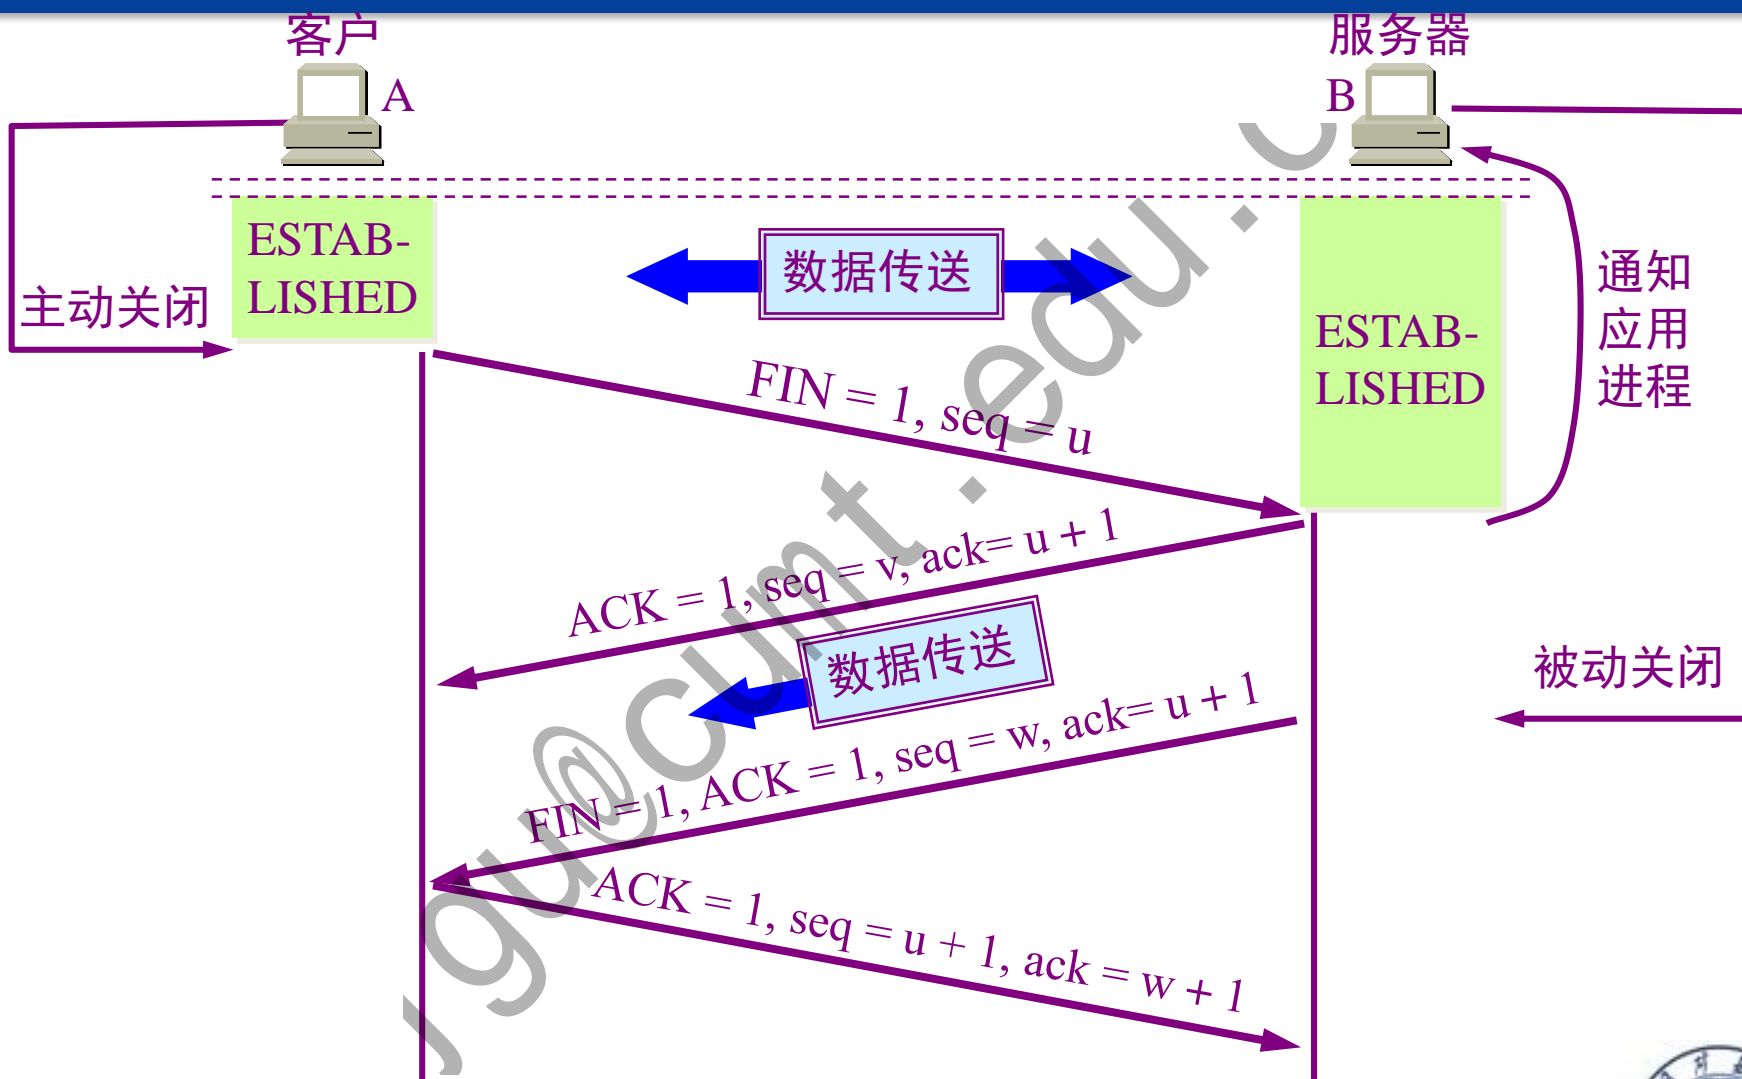 客户
服务器
A
B
ESTAB-
LISHED
数据传送
主动关闭
ESTAB-
LISHED
通知
应用
进程
FIN = 1, seq = u
ACK = 1, seq = v, ack= u + 1
数据传送
被动关闭
FIN = 1, ACK = 1, seq = w, ack= u + 1
ACK = 1, seq = u + 1, ack = w + 1
gu@cumt.edu.c